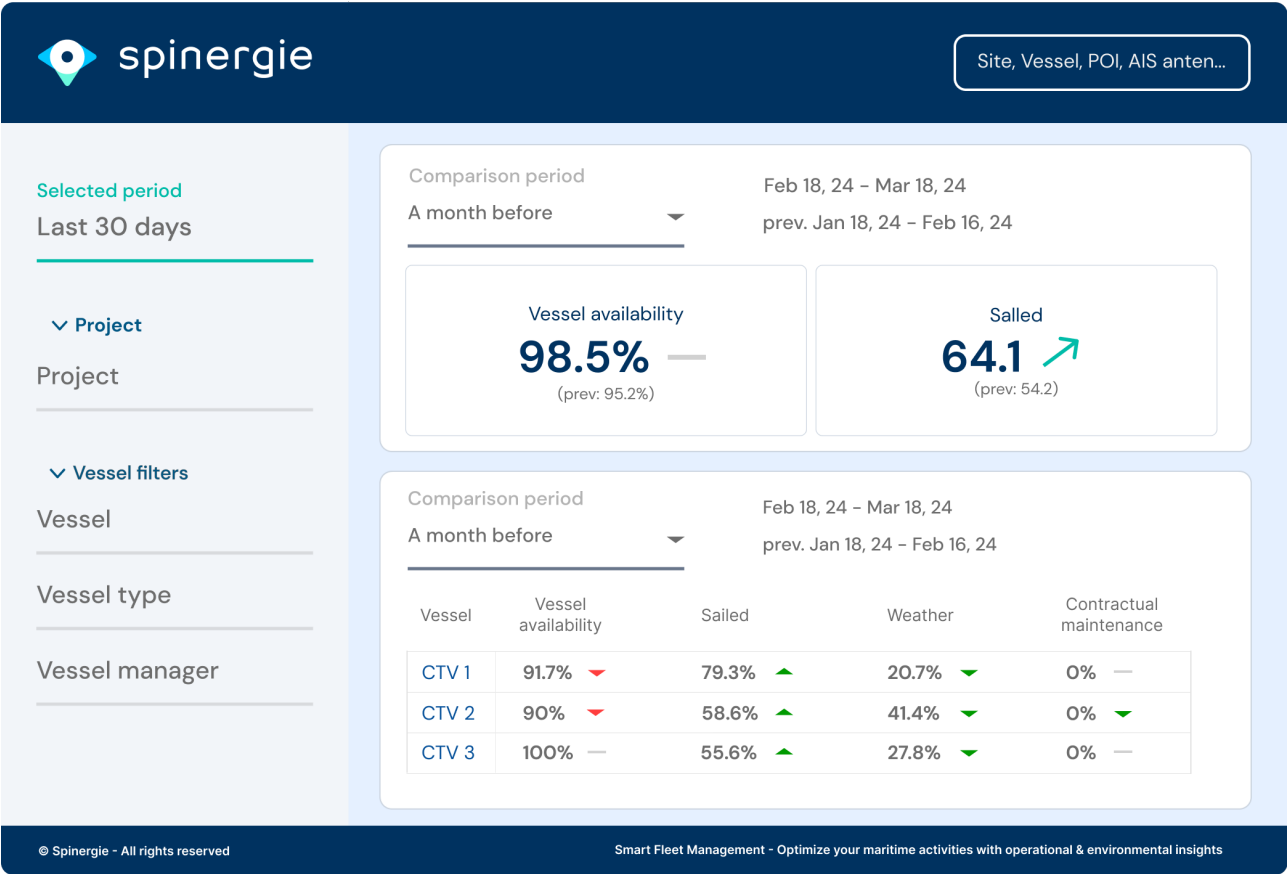 spinergie
Site, Vessel, POI, AIS anten...
Selected period
Last 30 days
Project
Project
Vessel filters
Vessel
Vessel type
Vessel manager
Comparison period
A month before
Feb 18, 24 - Mar 18, 24
prev. Jan 18, 24 - Feb 16, 24
Vessel availability
98.5%
(prev: 95.2%)
Salled
64.1
(prev: 54.2)
Comparison period
A month before
Feb 18, 24 - Mar 18, 24
prev. Jan 18, 24 - Feb 16, 24
Vessel Vessel availability Sailed Weather Contractual maintenance
CTV 1 91.7% 79.3% 20.7% 0%
CTV 2 90% 58.6% 41.4% 0%
CTV 3 100% 55.6% 27.8% 0%
© Spinergie - All rights reserved
Smart Fleet Management - Optimize your maritime activities with operational & environmental insights